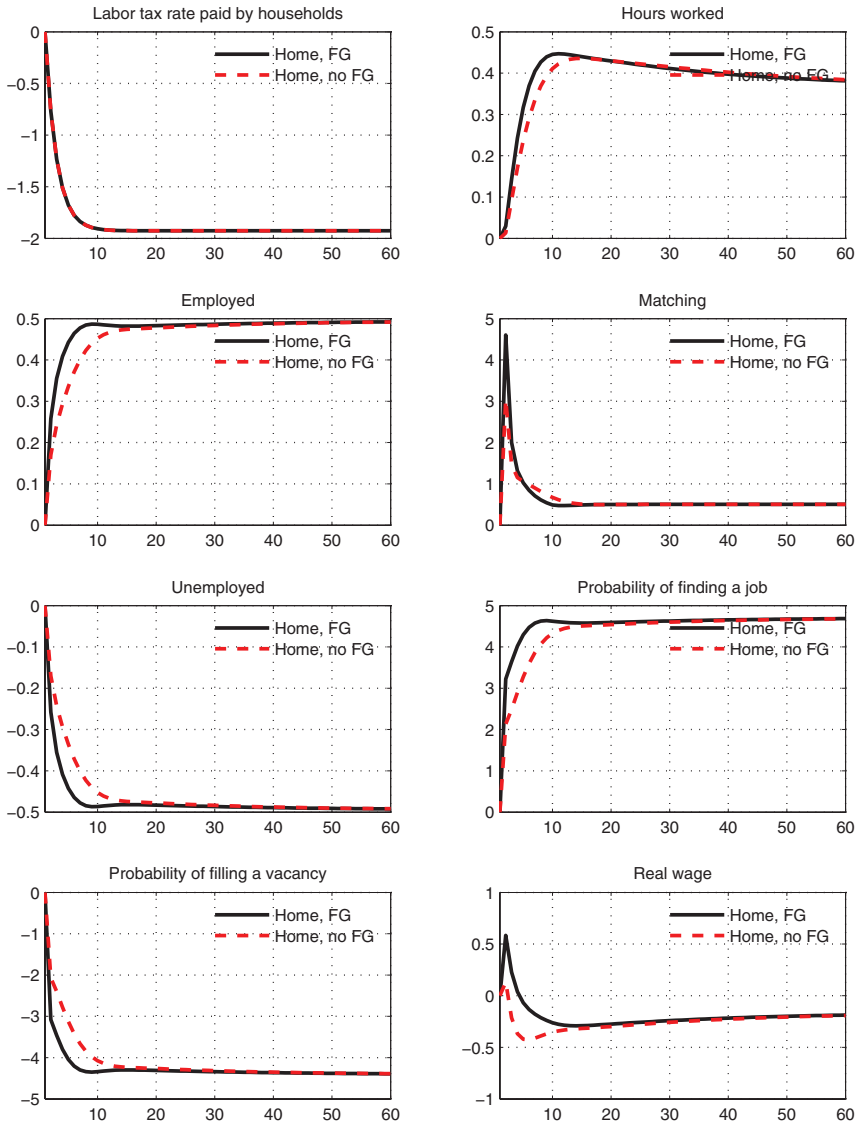 Labor tax rate paid by households
0
−0.5
−1
−1.5
−2
10 20 30 40 50 60
Home, FG
Home, no FG
Hours worked
0.5
0.4
0.3
0.2
0.1
0
10 20 30 40 50 60
Home, FG
Home, no FG
Employed
0.5
0.4
0.3
0.2
0.1
0
10 20 30 40 50 60
Home, FG
Home, no FG
Matching
5
4
3
2
1
0
10 20 30 40 50 60
Home, FG
Home, no FG
Unemployed
0
−0.1
−0.2
−0.3
−0.4
−0.5
10 20 30 40 50 60
Home, FG
Home, no FG
Probability of finding a job
5
4
3
2
1
0
10 20 30 40 50 60
Home, FG
Home, no FG
Probability of filling a vacancy
0
−1
−2
−3
−4
−5
10 20 30 40 50 60
Home, FG
Home, no FG
Real wage
1
0.5
0
−0.5
−1
10 20 30 40 50 60
Home, FG
Home, no FG